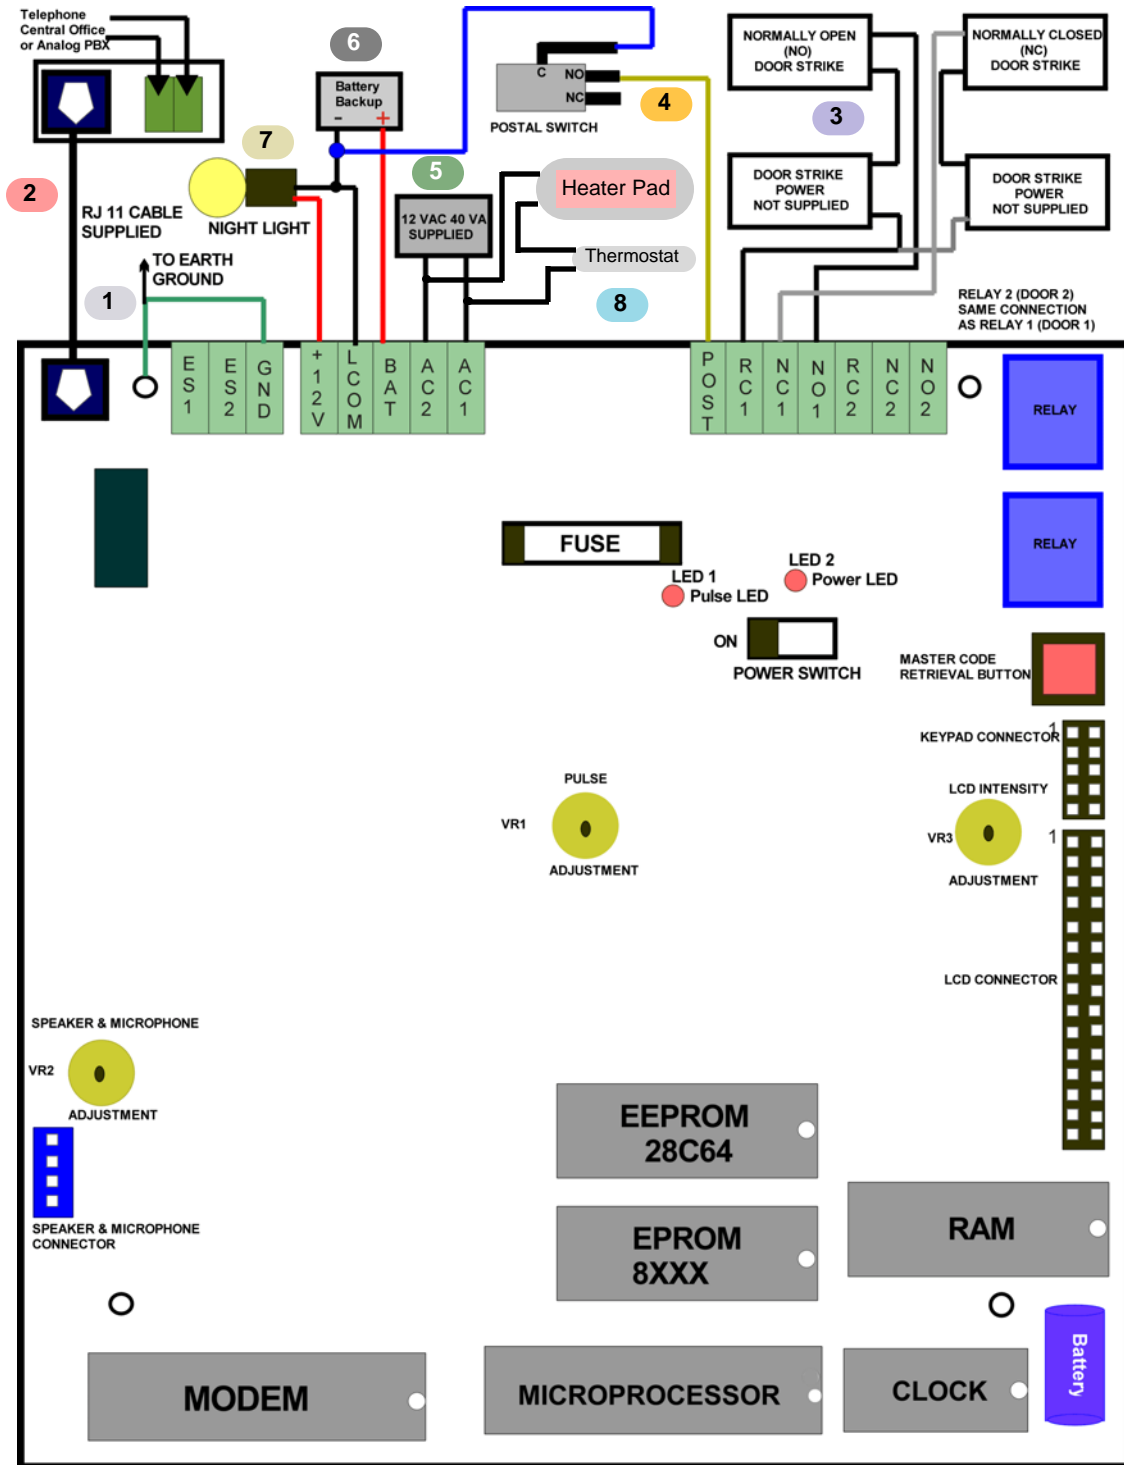 Telephone
Central Office
or Analog PBX
6
Battery
Backup
- +
C NO
NC
POSTAL SWITCH
4
NORMALLY OPEN
(NO)
DOOR STRIKE
NORMALLY CLOSED
(NC)
DOOR STRIKE
3
7
5
2
RJ 11 CABLE
SUPPLIED
NIGHT LIGHT
12 VAC 40 VA
SUPPLIED
Heater Pad
Thermostat
DOOR STRIKE
POWER
NOT SUPPLIED
DOOR STRIKE
POWER
NOT SUPPLIED
TO EARTH
GROUND
1
8
RELAY 2 (DOOR 2)
SAME CONNECTION
AS RELAY 1 (DOOR 1)
ES1
ES2
GND
+12V
LCOM
BAT
AC2
AC1
POST
RC1
NC1
NO1
RC2
NC2
NO2
RELAY
RELAY
FUSE
LED 1
Pulse LED
LED 2
Power LED
ON
POWER SWITCH
MASTER CODE
RETRIEVAL BUTTON
1
KEYPAD CONNECTOR
PULSE
VR1
ADJUSTMENT
LCD INTENSITY
VR3
ADJUSTMENT
1
LCD CONNECTOR
SPEAKER & MICROPHONE
VR2
ADJUSTMENT
SPEAKER & MICROPHONE
CONNECTOR
EEPROM
28C64
EPROM
8XXX
RAM
MODEM
MICROPROCESSOR
CLOCK
Battery